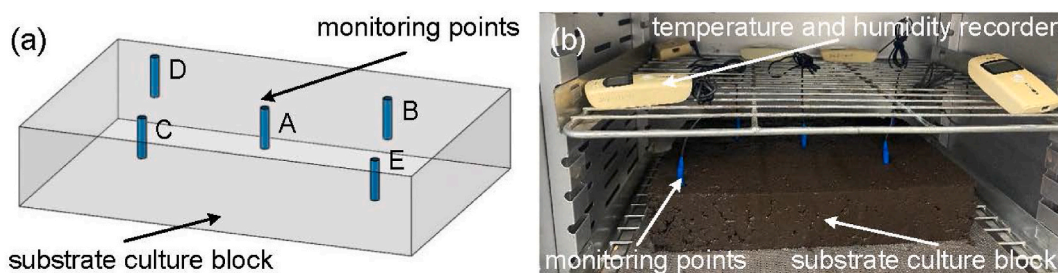 (a)
monitoring points
D
B
A
C
E
substrate culture block
(b)
temperature and humidity recorder
monitoring points
substrate culture block